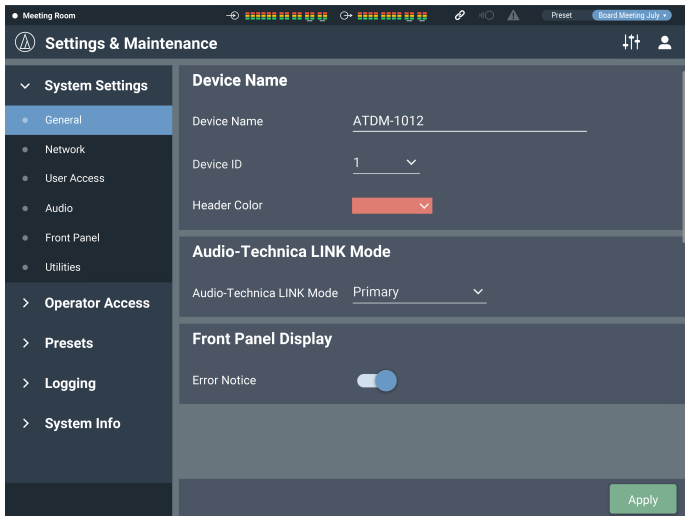 Meeting Room
Preset
Board Meeting July
Settings & Maintenance
System Settings
General
Network
User Access
Audio
Front Panel
Utilities
Operator Access
Presets
Logging
System Info
Device Name
Device Name ATDM-1012
Device ID 1
Header Color
Audio-Technica LINK Mode
Audio-Technica LINK Mode Primary
Front Panel Display
Error Notice
Apply